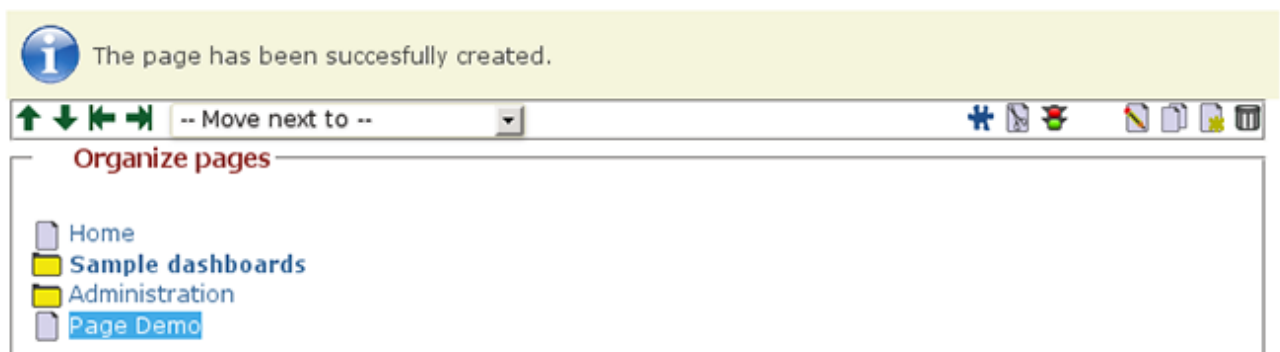 The page has been succesfully created.
-- Move next to --
Organize pages
Home
Sample dashboards
Administration
Page Demo